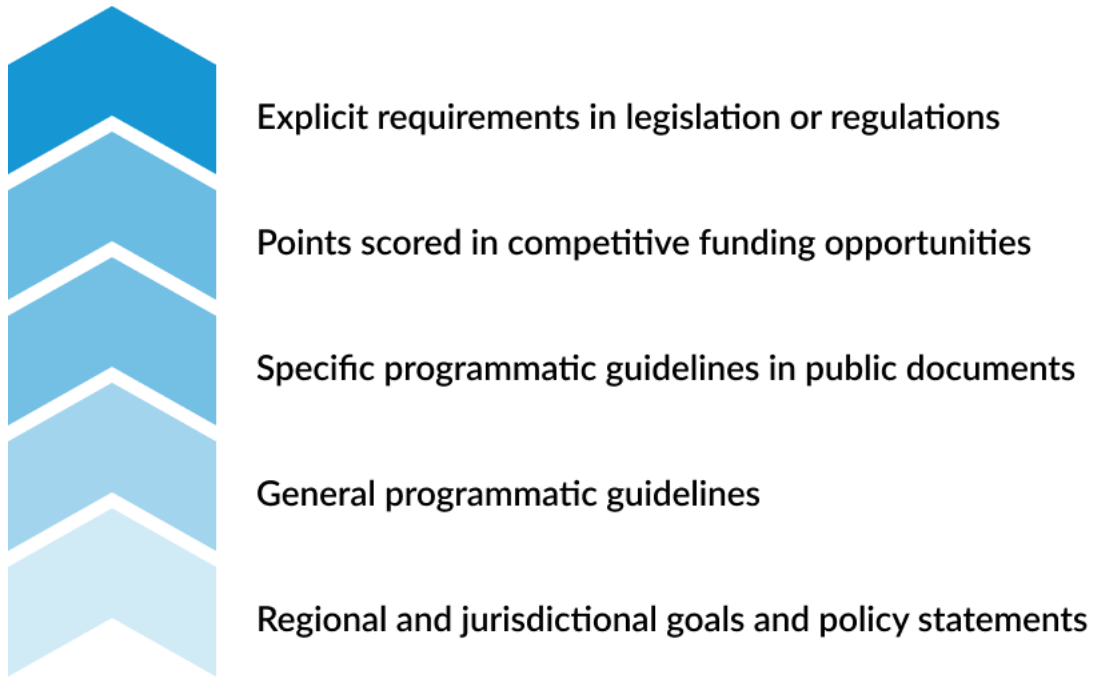 Explicit requirements in legislation or regulations
Points scored in competitive funding opportunities
Specific programmatic guidelines in public documents
General programmatic guidelines
Regional and jurisdictional goals and policy statements